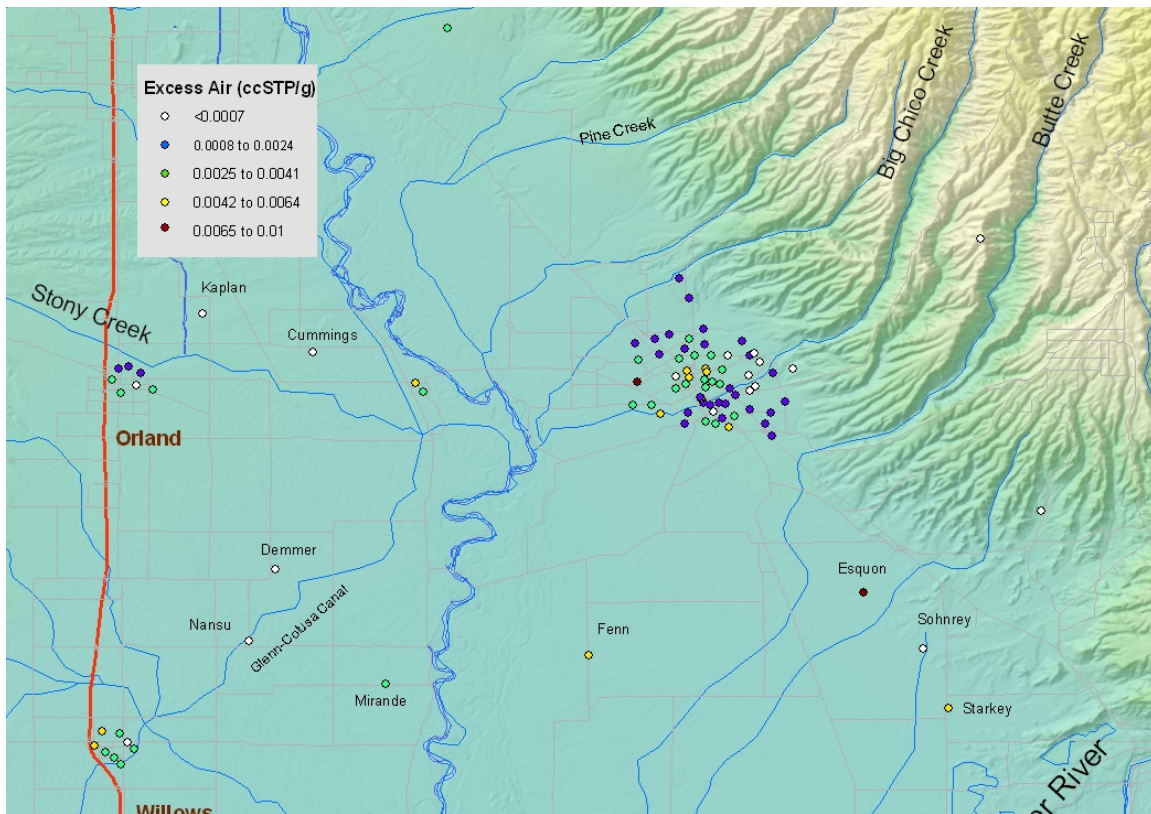 Excess Air (ccSTP/g)
<0.0007
0.0008 to 0.0024
0.0025 to 0.0041
0.0042 to 0.0064
0.0065 to 0.01
Pine Creek
Big Chico Creek
Butte Creek
Kaplan
Stony Creek
Cummings
Orland
Demmer
Esquon
Nansu
Glenn-Colusa Canal
Fenn
Sohnrey
Mirande
Starkey
er River
Willows